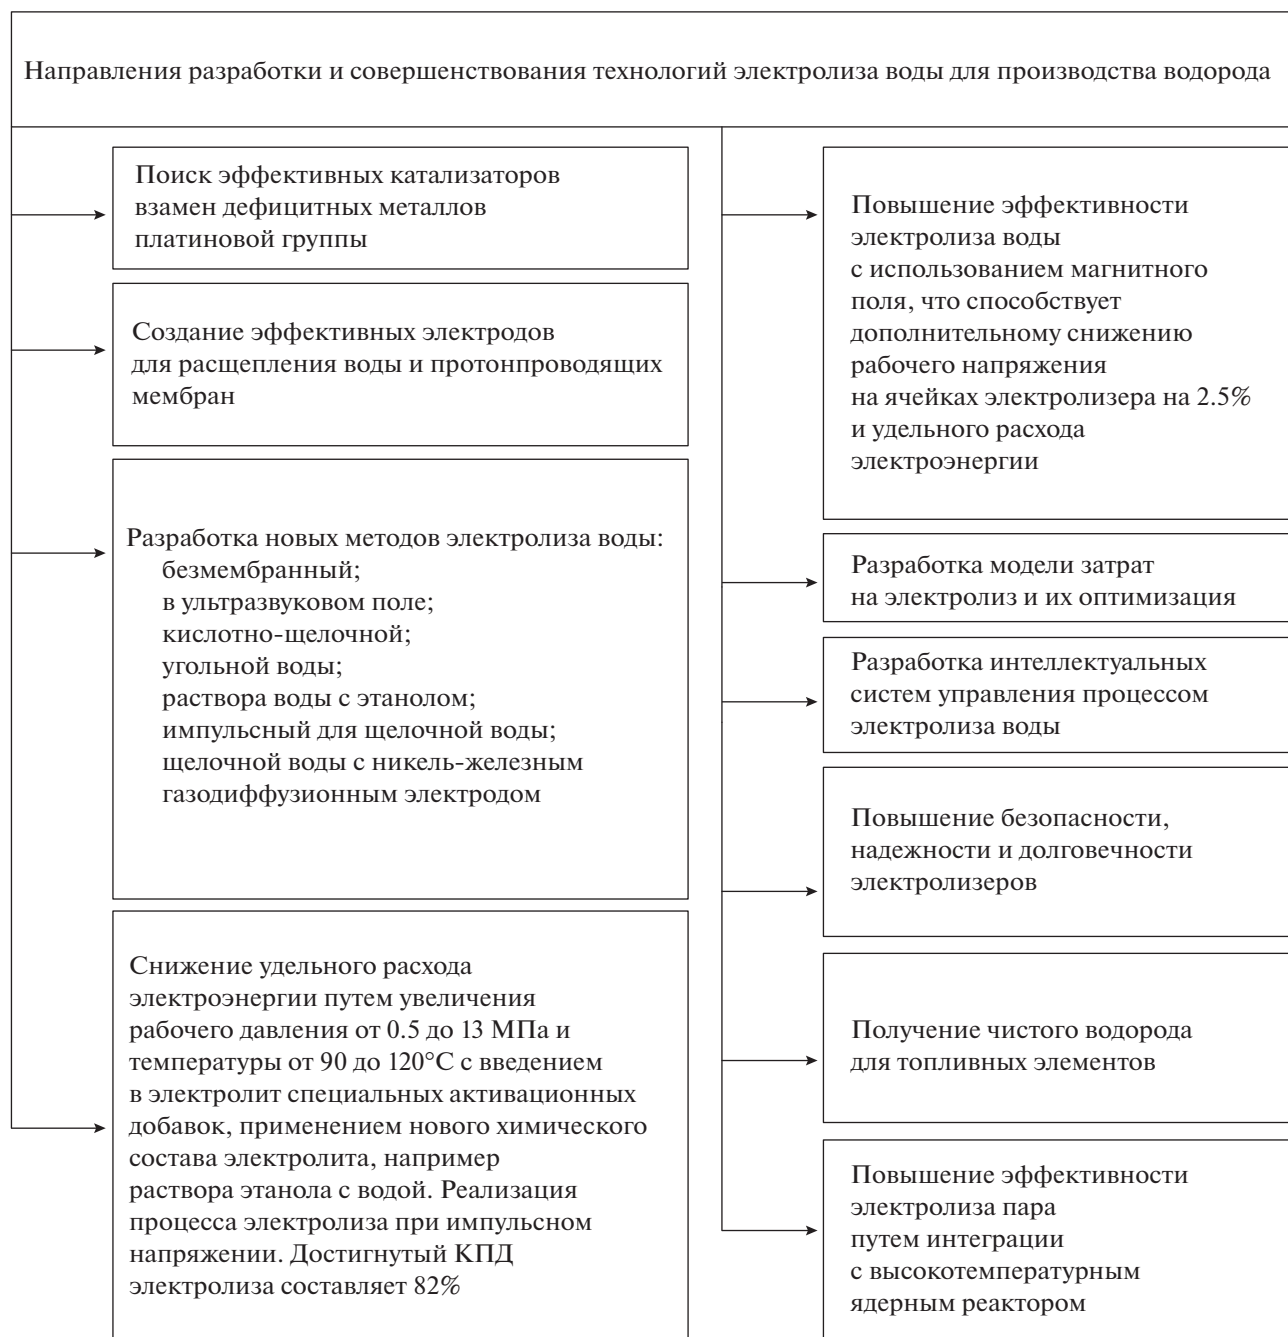 Направления разработки и совершенствования технологий электролиза воды для производства водорода
Поиск эффективных катализаторов
взамен дефицитных металлов
платиновой группы
Создание эффективных электродов
для расщепления воды и протонпроводящих
мембран
Разработка новых методов электролиза воды:
безмембранный;
в ультразвуковом поле;
кислотно-щелочной;
угольной воды;
раствора воды с этанолом;
импульсный для щелочной воды;
щелочной воды с никель-железным
газодиффузионным электродом
Снижение удельного расхода
электроэнергии путем увеличения
рабочего давления от 0.5 до 13 МПа и
температуры от 90 до 120°C с введением
в электролит специальных активационных
добавок, применением нового химического
состава электролита, например
раствора этанола с водой. Реализация
процесса электролиза при импульсном
напряжении. Достигнутый КПД
электролиза составляет 82%
Повышение эффективности
электролиза воды
с использованием магнитного
поля, что способствует
дополнительному снижению
рабочего напряжения
на ячейках электролизера на 2.5%
и удельного расхода
электроэнергии
Разработка модели затрат
на электролиз и их оптимизация
Разработка интеллектуальных
систем управления процессом
электролиза воды
Повышение безопасности,
надежности и долговечности
электролизеров
Получение чистого водорода
для топливных элементов
Повышение эффективности
электролиза пара
путем интеграции
с высокотемпературным
ядерным реактором